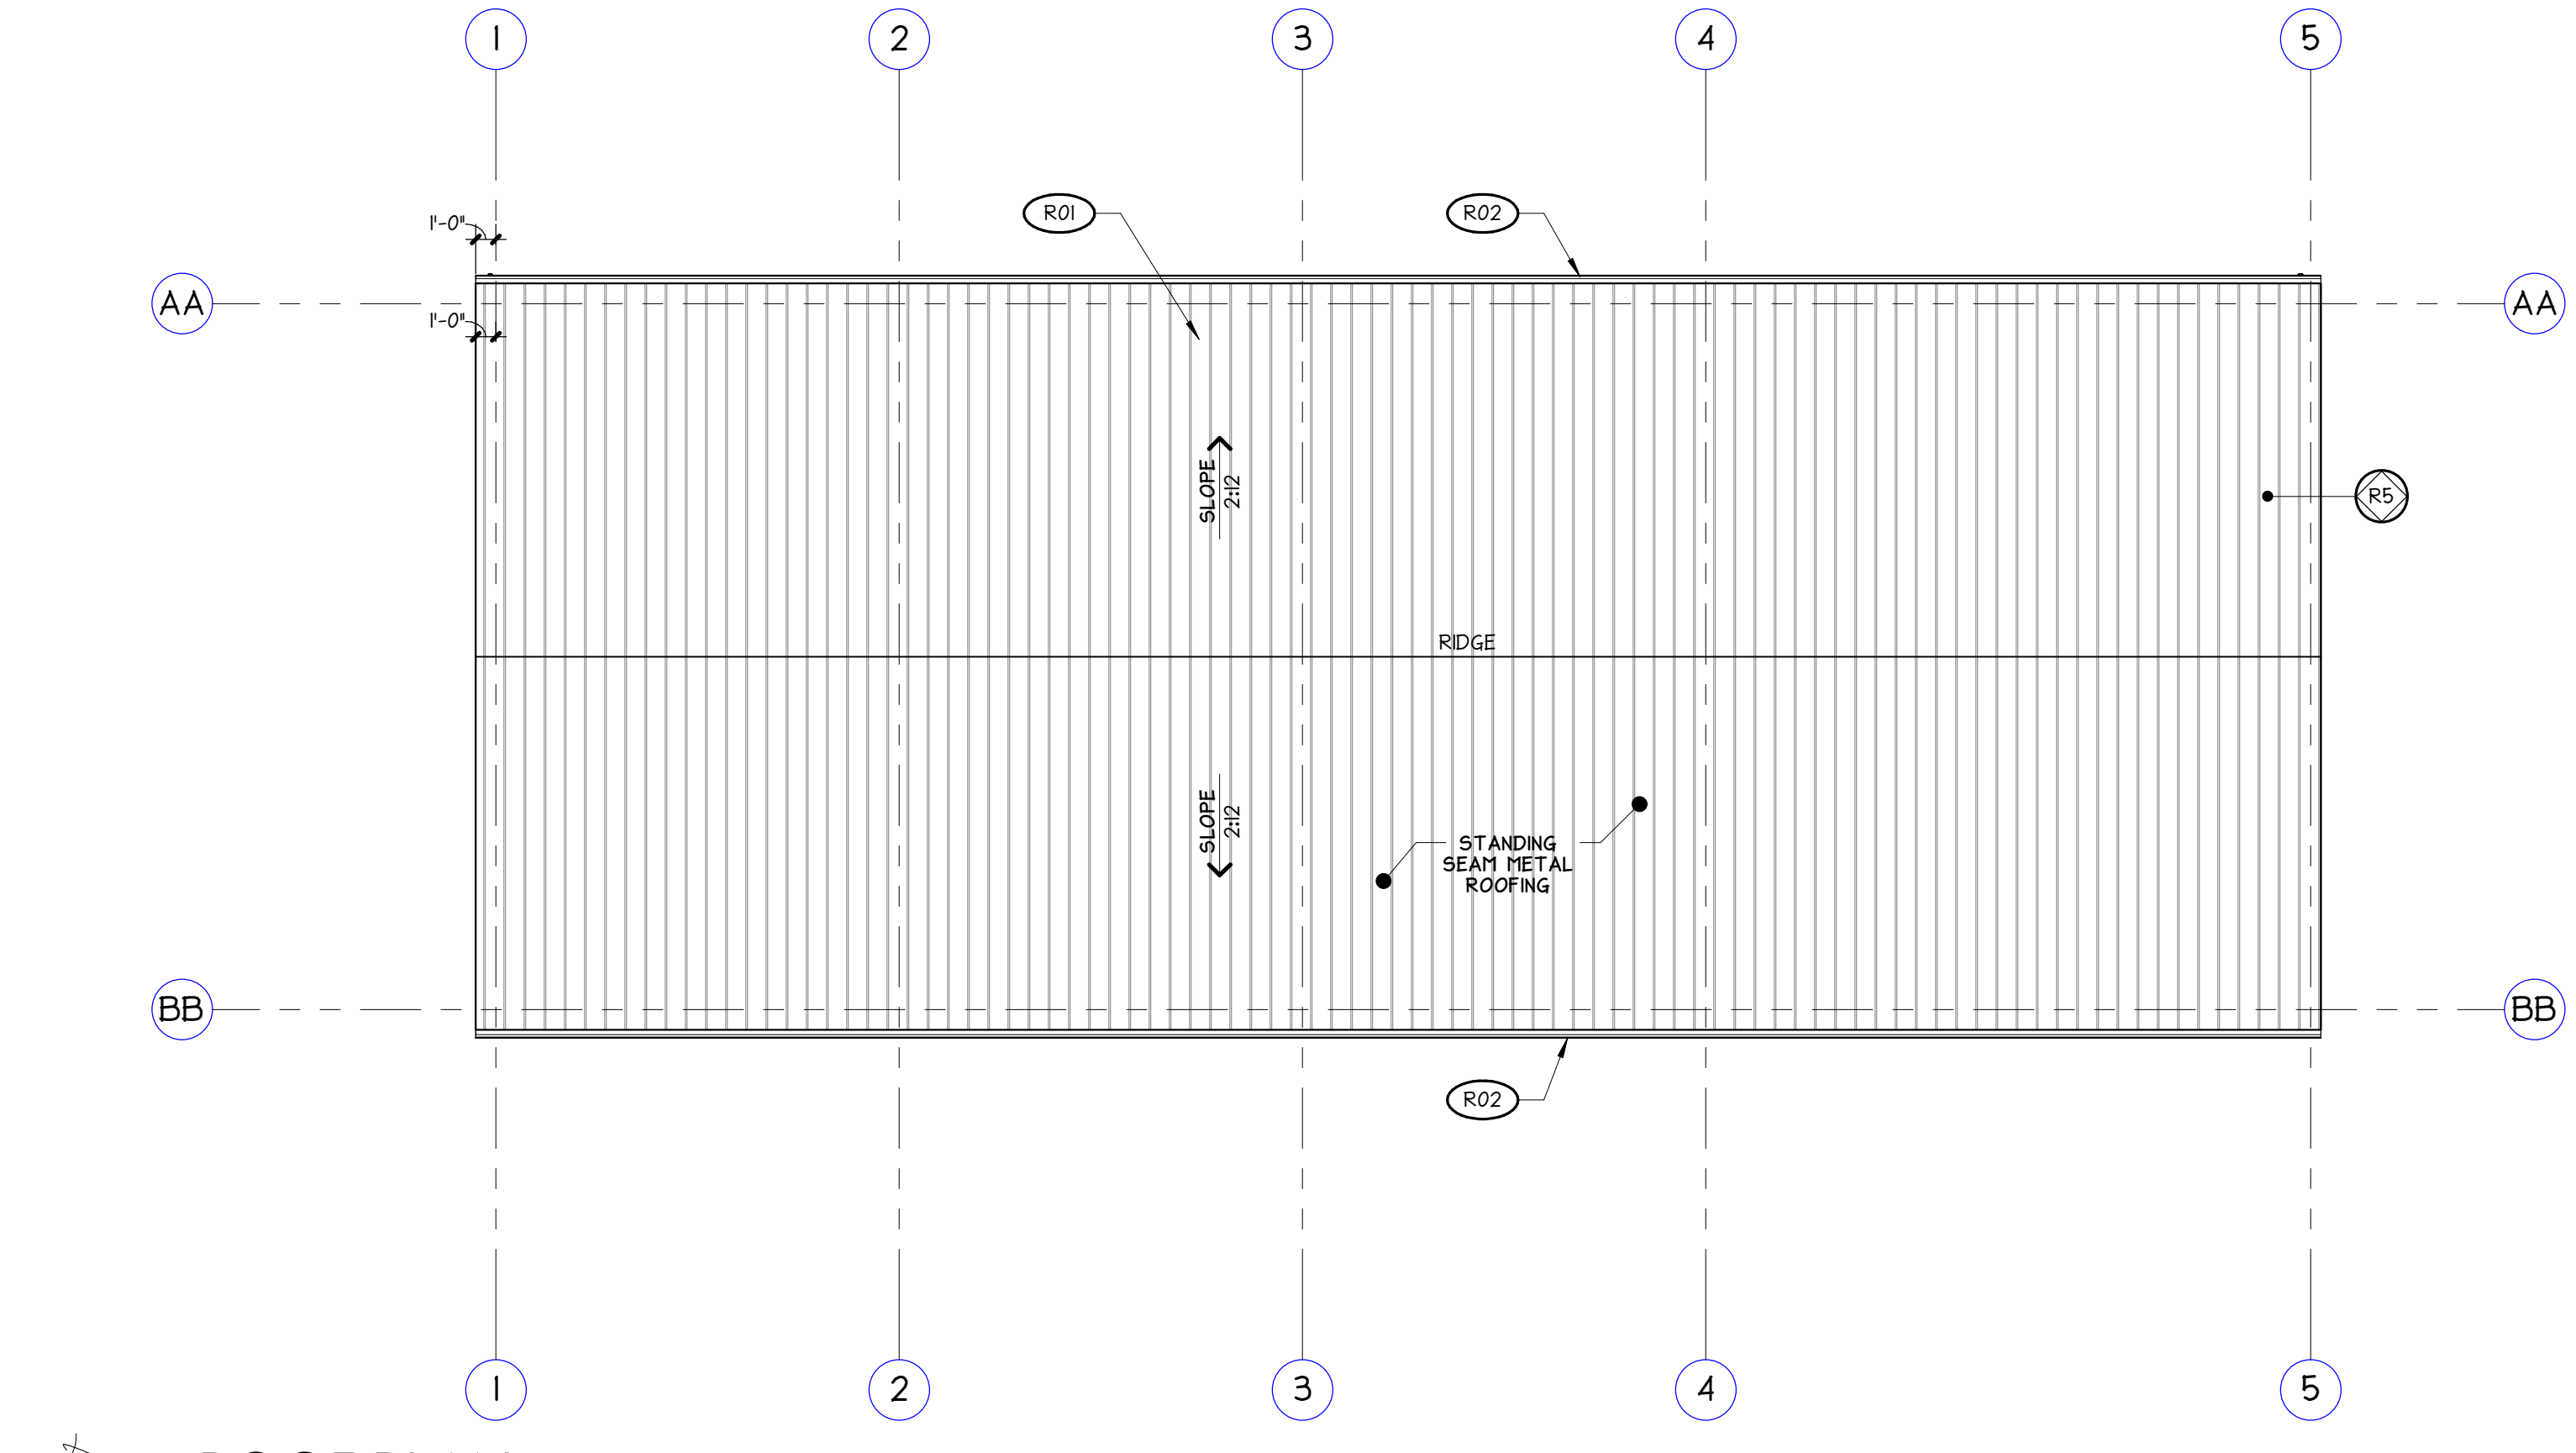 1 2 3 4 5
R01 R02
1'-0"
AA AA
1'-0"
SLOPE
2:12
R5
RIDGE
SLOPE
2:12
STANDING
SEAM METAL
ROOFING
BB BB
R02
1 2 3 4 5